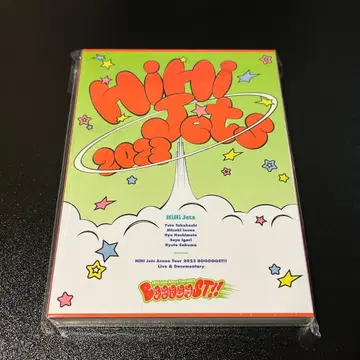 HiHi
Jets
2023
HiHi Jets
Yuto Takahashi
Mizuki Inoue
Ryo Hashimoto
Soya Igari
Ryuto Sakuma
HiHi Jets Arena Tour 2023 BOOOOOST!!
Live & Documentary
BOOOOOST!!